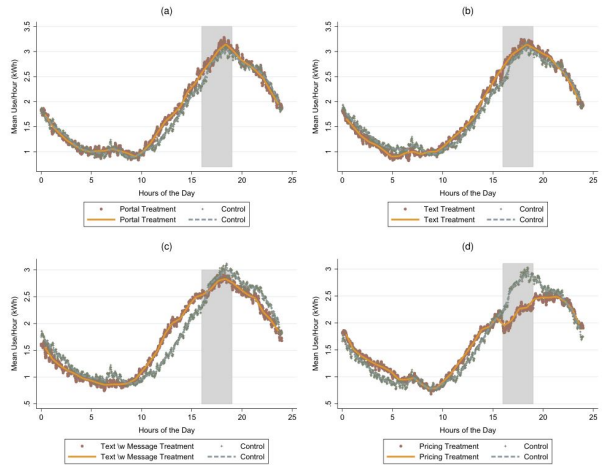 (a)
Mean Use/Hour (kWh)
3.5
3
2.5
2
1.5
1
0 5 10 15 20 25
Hours of the Day
Portal Treatment Control
Portal Treatment Control
(b)
Mean Use/Hour (kWh)
3.5
3
2.5
2
1.5
1
0 5 10 15 20 25
Hours of the Day
Text Treatment Control
Text Treatment Control
(c)
Mean Use/Hour (kWh)
3
2.5
2
1.5
1
.5
0 5 10 15 20 25
Hours of the Day
Text \w Message Treatment Control
Text \w Message Treatment Control
(d)
Mean Use/Hour (kWh)
3
2.5
2
1.5
1
.5
0 5 10 15 20 25
Hours of the Day
Pricing Treatment Control
Pricing Treatment Control